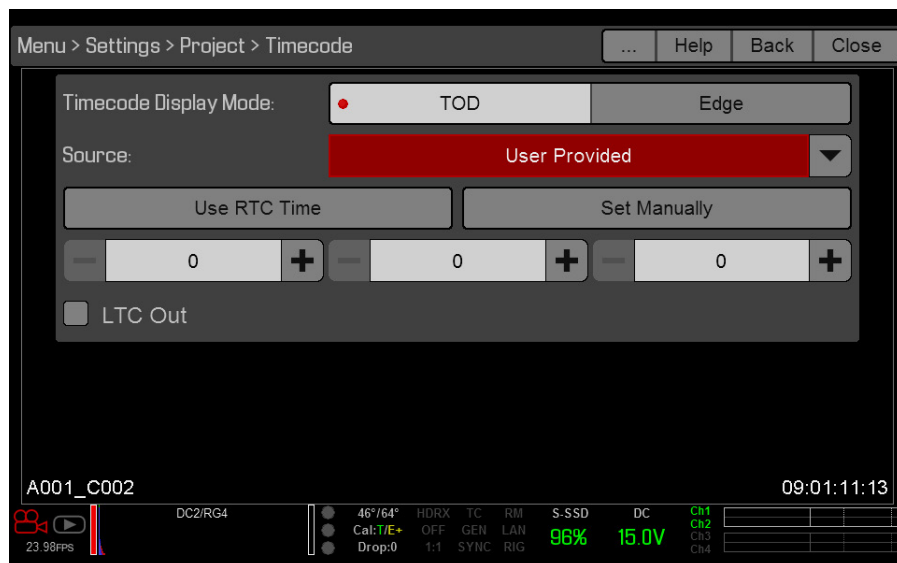 Menu > Settings > Project > Timecode ... Help Back Close
Timecode Display Mode: TOD Edge
Source: User Provided
Use RTC Time Set Manually
0 0 0
LTC Out
A001_C002 09:01:11:13
DC2/RG4 46°/64° HDRX TC RM S-SSD DC Ch1
Cal:T/E+ OFF GEN LAN 96% 15.0V Ch2
23.98FPS Drop:0 1:1 SYNC RIG Ch3
Ch4